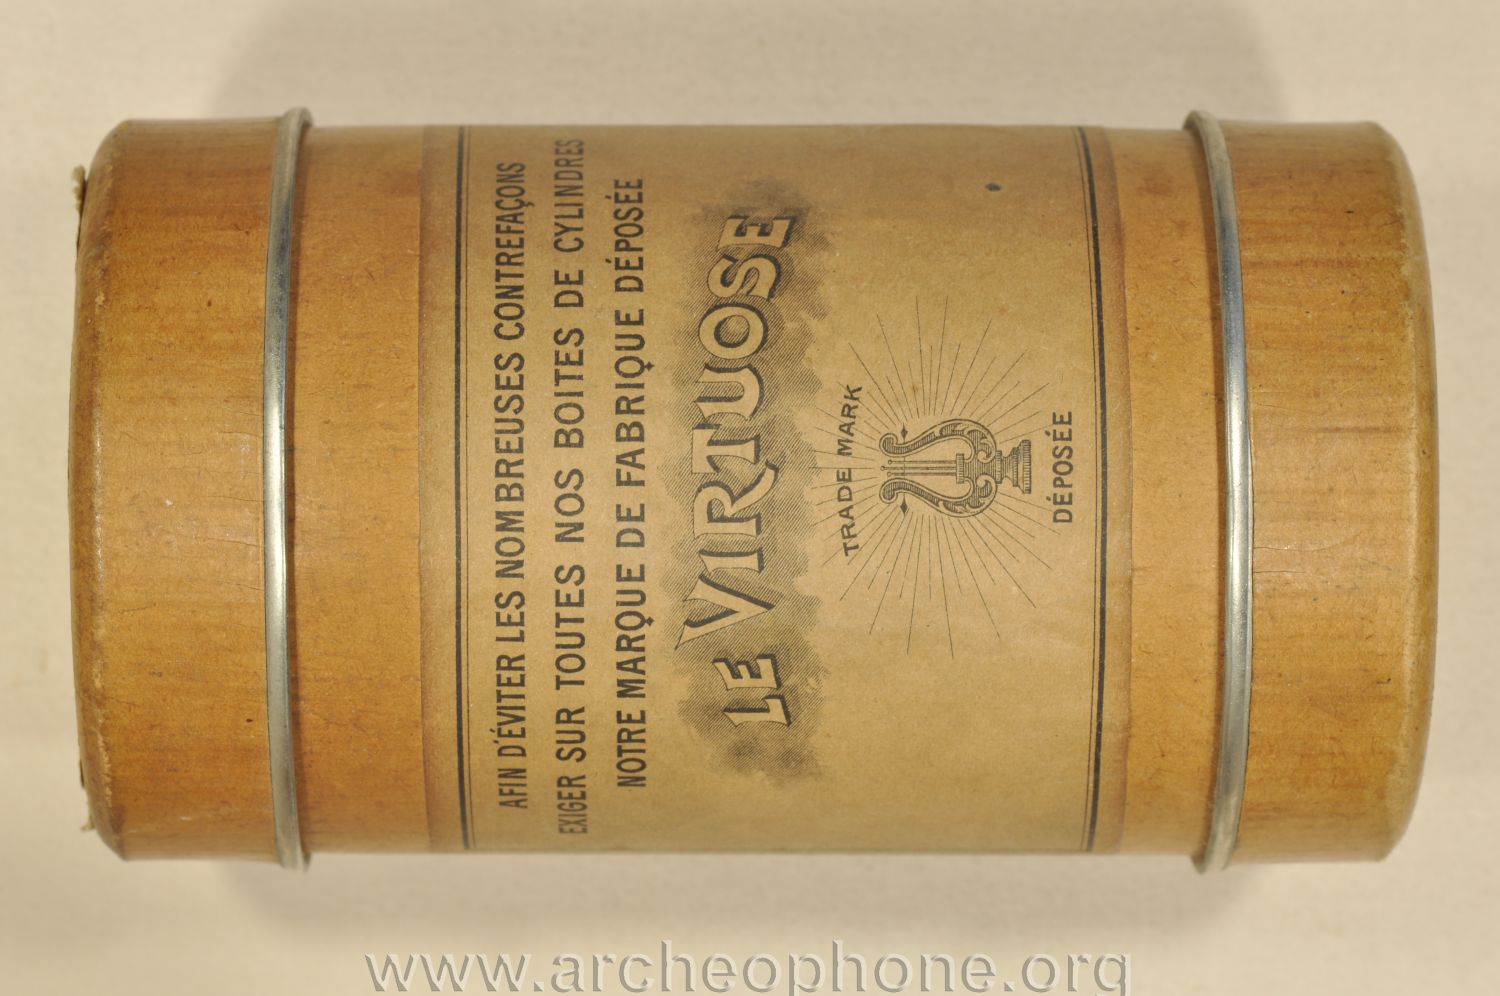 AFIN D'ÉVITER LES NOMBREUSES CONTREFAÇONS
EXIGER SUR TOUTES NOS BOITES DE CYLINDRES
NOTRE MARQUE DE FABRIQUE DÉPOSÉE
LE VIRTUOSE
TRADE MARK
DÉPOSÉE
www.archeophone.org